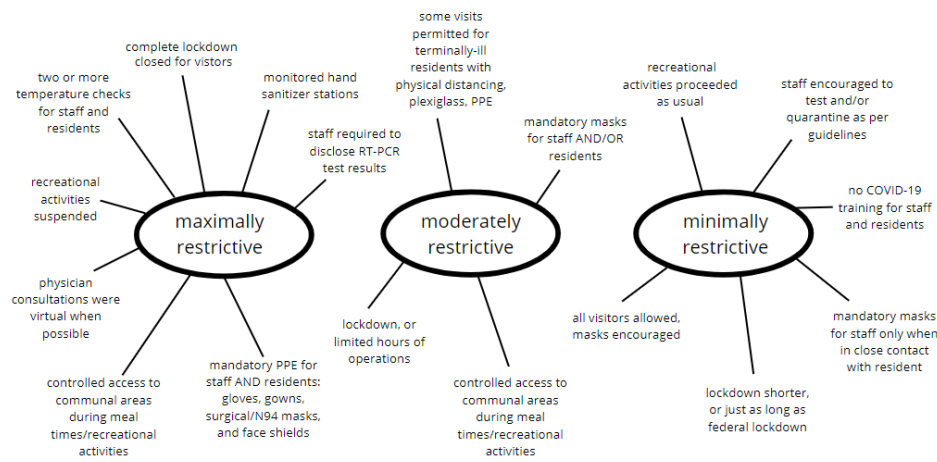 complete lockdown
closed for vistors
two or more
temperature checks
for staff and
residents
monitored hand
sanitizer stations
staff required to
disclose RT-PCR
test results
recreational
activities
suspended
maximally
restrictive
physician
consultations were
virtual when
possible
controlled access to
communal areas
during meal
times/recreational
activities
mandatory PPE for
staff AND residents:
gloves, gowns,
surgical/N94 masks,
and face shields
some visits
permitted for
terminally-ill
residents with
physical distancing,
plexiglass, PPE
mandatory masks
for staff AND/OR
residents
moderately
restrictive
lockdown, or
limited hours of
operations
controlled access to
communal areas
during meal
times/recreational
activities
recreational
activities proceeded
as usual
staff encouraged to
test and/or
quarantine as per
guidelines
no COVID-19
training for staff
and residents
minimally
restrictive
all visitors allowed,
masks encouraged
lockdown shorter,
or just as long as
federal lockdown
mandatory masks
for staff only when
in close contact
with resident